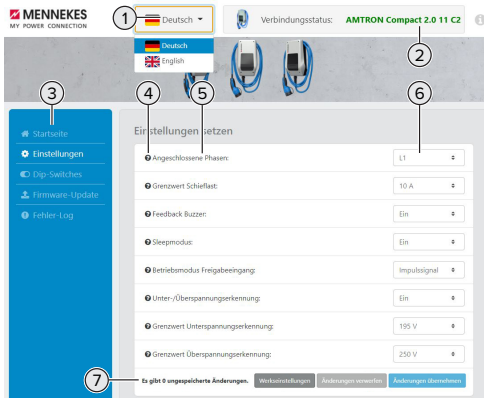 MENNEKES
MY POWER CONNECTION
1
Deutsch
Verbindungsstatus: AMTRON Compact 2.0 11 C2
Deutsch
English
2
3
4
5
6
Startseite
Einstellungen
Dip-Switches
Firmware-Update
Fehler-Log
Einstellungen setzen
Angeschlossene Phasen: L1
Grenzwert Schieflast: 10 A
Feedback Buzzer: Ein
Sleepmodus: Ein
Betriebsmodus Freigabeeingang: Impulssignal
Unter-/Überspannungserkennung: Ein
Grenzwert Unterspannungserkennung: 195 V
Grenzwert Überspannungserkennung: 250 V
7
Es gibt 0 ungespeicherte Änderungen. Werkseinstellungen Änderungen verwerfen Änderungen übernehmen